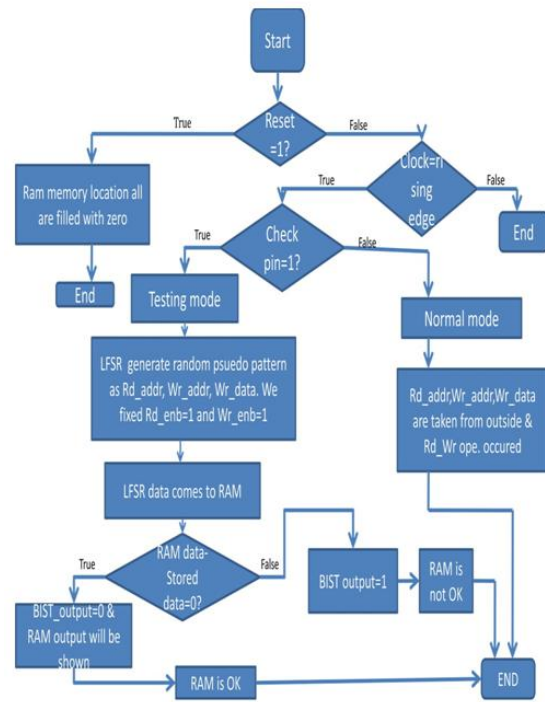 Start
Reset
=1?
True
False
Ram memory location all
are filled with zero
End
Clock=ri
sing
edge
True
False
End
Check
pin=1?
True
False
Testing mode
Normal mode
LFSR generate random psuedo pattern
as Rd_addr, Wr_addr, Wr_data. We
fixed Rd_enb=1 and Wr_enb=1
Rd_addr,Wr_addr,Wr_data
are taken from outside &
Rd_Wr ope. occured
LFSR data comes to RAM
RAM data-
Stored
data=0?
True
False
BIST output=1
RAM is
not OK
BIST_output=0 &
RAM output will be
shown
RAM is OK
END